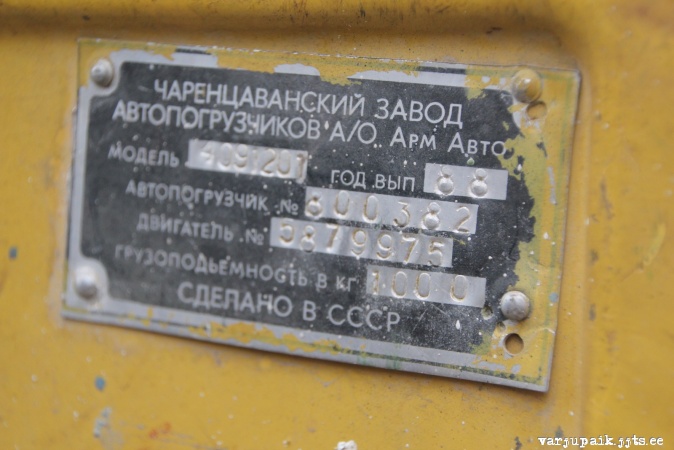 ЧАРЕНЦАВАНСКИЙ ЗАВОД
АВТОПОГРУЗЧИКОВ А/О АРМ АВТО
МОДЕЛЬ 4091201 ГОД ВЫП 88
АВТОПОГРУЗЧИК № 800382
ДВИГАТЕЛЬ № 5879975
ГРУЗОПОДЪЕМНОСТЬ В КГ 1000
СДЕЛАНО В СССР
varjupaik.jjts.ee